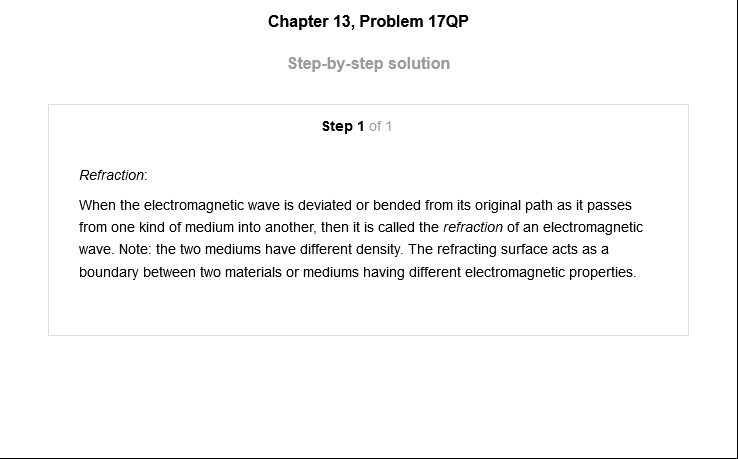 Chapter 13, Problem 17QP
Step-by-step solution
Step 1 of 1
Refraction:
When the electromagnetic wave is deviated or bended from its original path as it passes
from one kind of medium into another, then it is called the refraction of an electromagnetic
wave. Note: the two mediums have different density. The refracting surface acts as a
boundary between two materials or mediums having different electromagnetic properties.